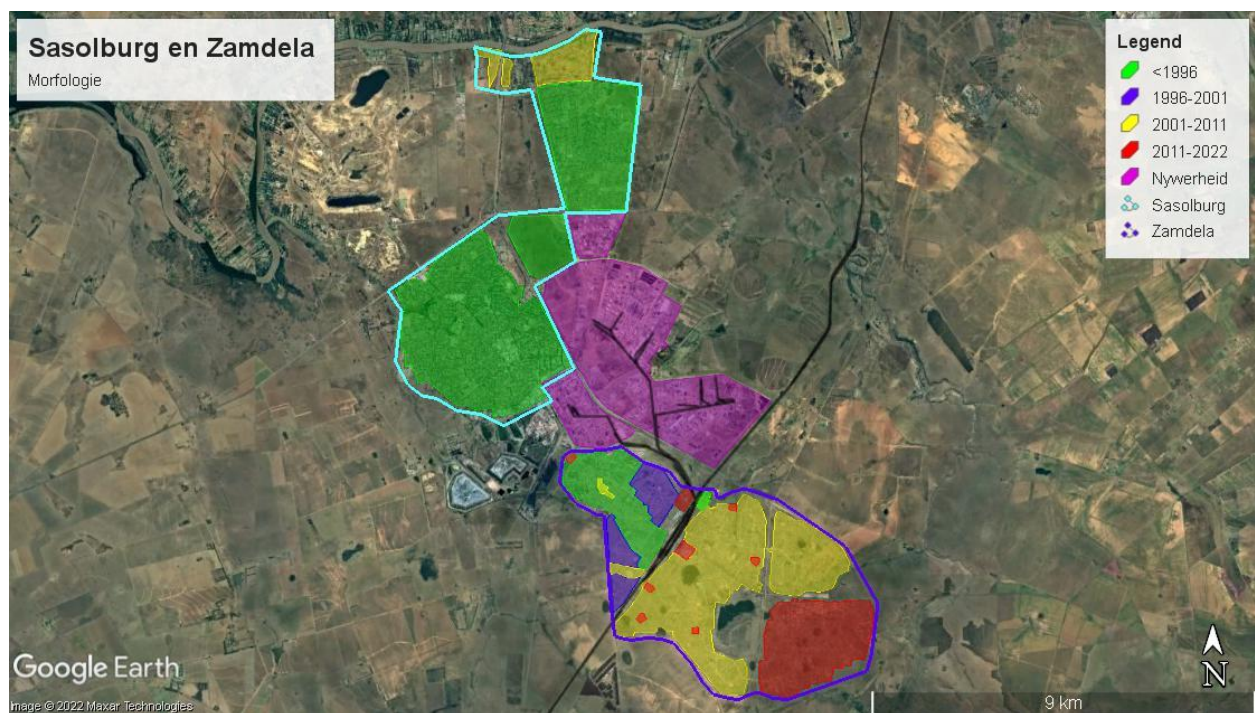 Sasolburg en Zamdela
Morfologie
Legend
<1996
1996-2001
2001-2011
2011-2022
Nywerheid
Sasolburg
Zamdela
Google Earth
Image © 2022 Maxar Technologies
N
9 km